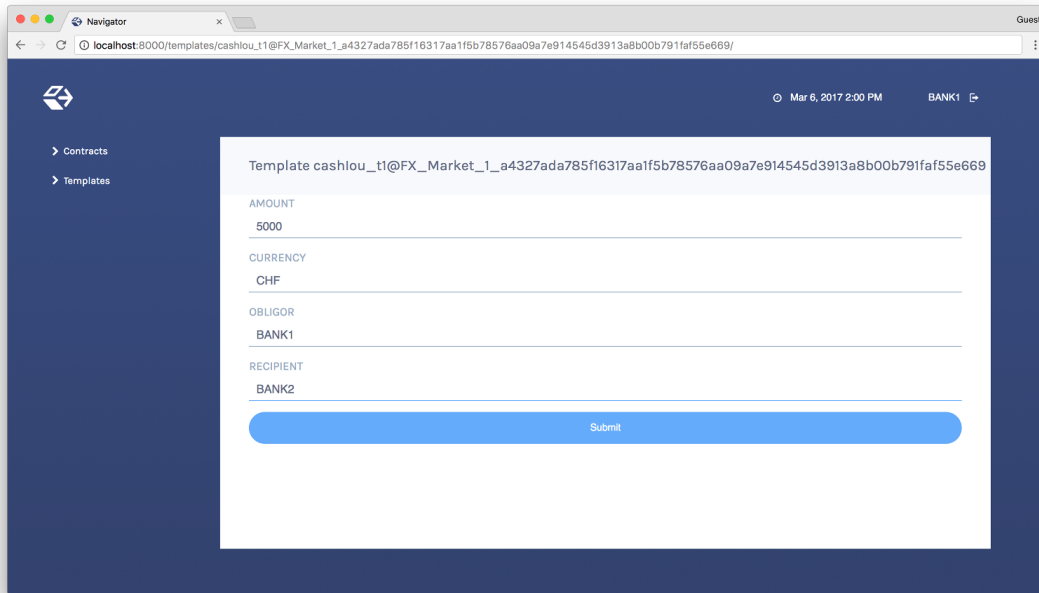 Navigator
Guest
localhost:8000/templates/cashIou_t1@FX_Market_1_a4327ada785f16317aa1f5b78576aa09a7e914545d3913a8b00b791faf55e669/
Mar 6, 2017 2:00 PM BANK1
Contracts
Templates
Template cashIou_t1@FX_Market_1_a4327ada785f16317aa1f5b78576aa09a7e914545d3913a8b00b791faf55e669
AMOUNT
5000
CURRENCY
CHF
OBLIGOR
BANK1
RECIPIENT
BANK2
Submit